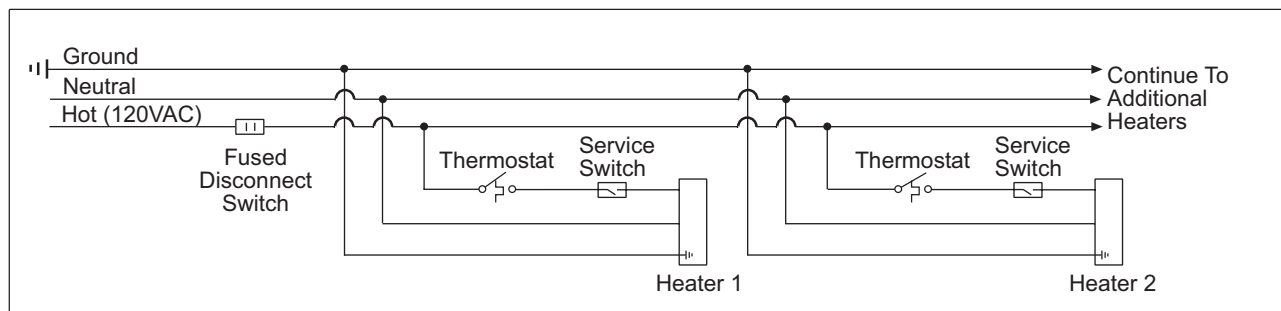 Ground
Neutral
Hot (120VAC)
Fused
Disconnect
Switch
Thermostat
Service
Switch
Heater 1
Thermostat
Service
Switch
Heater 2
Continue To
Additional
Heaters